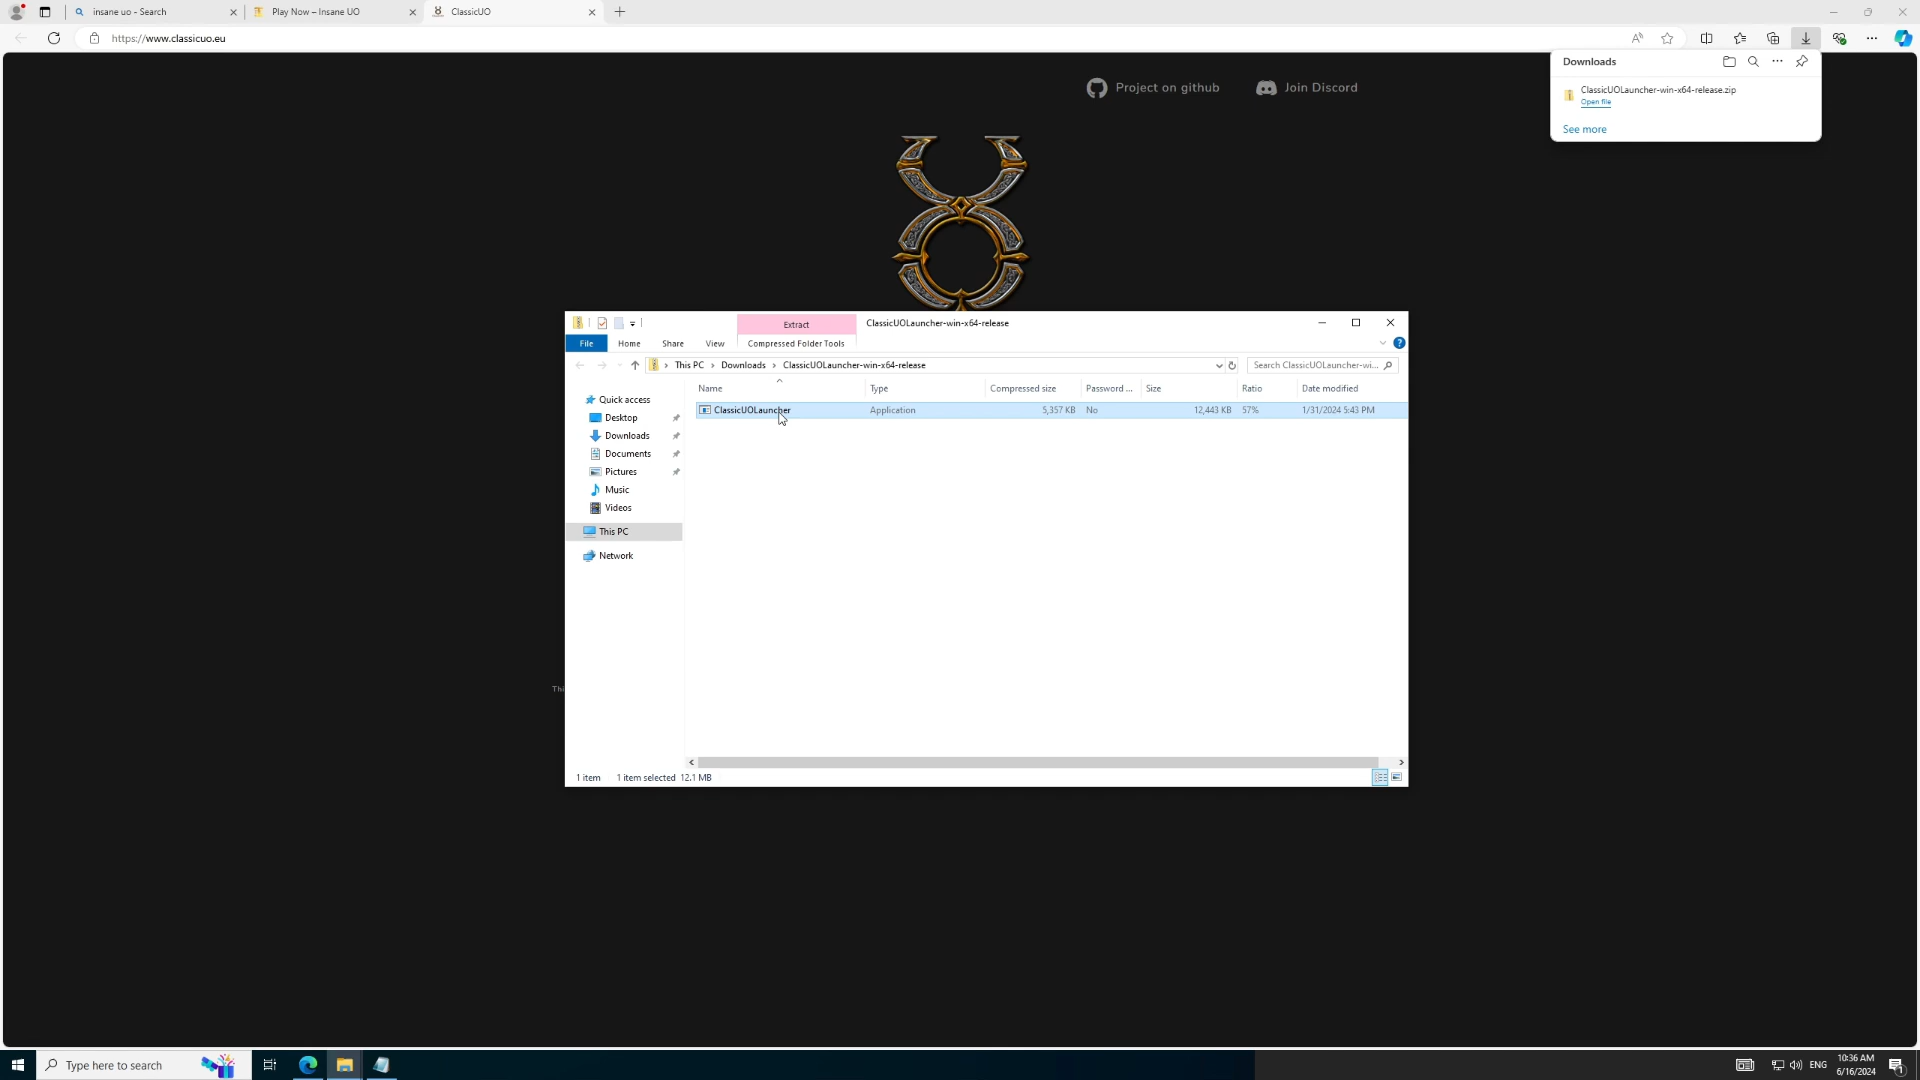 insane uo - Search
Play Now – Insane UO
ClassicUO
https://www.classicuo.eu
Project on github
Join Discord
Downloads
ClassicUOLauncher-win-x64-release.zip
Open file
See more
Extract
ClassicUOLauncher-win-x64-release
File
Home
Share
View
Compressed Folder Tools
This PC > Downloads > ClassicUOLauncher-win-x64-release
Search ClassicUOLauncher-wi...
Name
Type
Compressed size
Password ...
Size
Ratio
Date modified
ClassicUOLauncher
Application
5,357 KB
No
12,443 KB
57%
1/31/2024 5:43 PM
Quick access
Desktop
Downloads
Documents
Pictures
Music
Videos
This PC
Network
Thi
1 item
1 item selected 12.1 MB
Type here to search
ENG
10:36 AM
6/16/2024
1